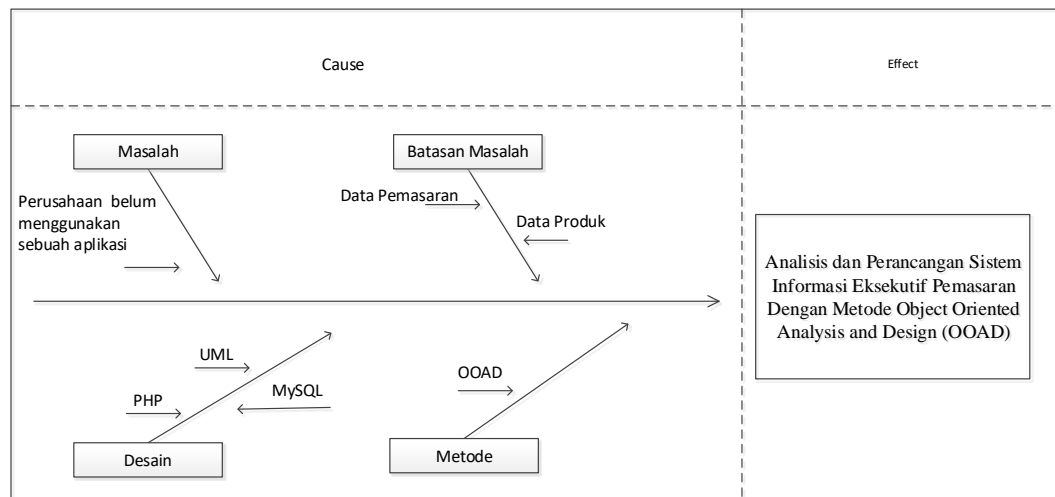 Cause
Effect
Masalah
Batasan Masalah
Perusahaan belum
menggunakan
sebuah aplikasi
Data Pemasaran
Data Produk
Analisis dan Perancangan Sistem
Informasi Eksekutif Pemasaran
Dengan Metode Object Oriented
Analysis and Design (OOAD)
UML
PHP
MySQL
OOAD
Desain
Metode